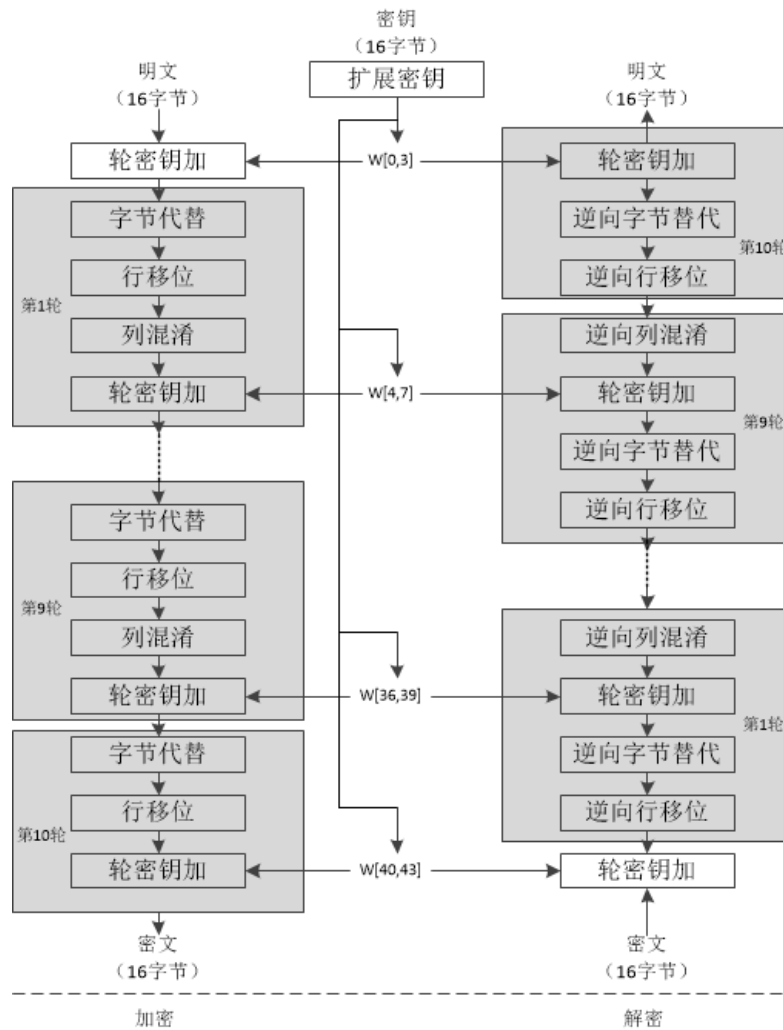 密钥
（16字节）
扩展密钥
明文
（16字节）
轮密钥加
第1轮
字节代替
行移位
列混淆
轮密钥加
第9轮
字节代替
行移位
列混淆
轮密钥加
第10轮
字节代替
行移位
轮密钥加
密文
（16字节）
加密
W[0,3]
W[4,7]
W[36,39]
W[40,43]
明文
（16字节）
轮密钥加
逆向字节替代
第10轮
逆向行移位
逆向列混淆
轮密钥加
第9轮
逆向字节替代
逆向行移位
逆向列混淆
轮密钥加
第1轮
逆向字节替代
逆向行移位
轮密钥加
密文
（16字节）
解密